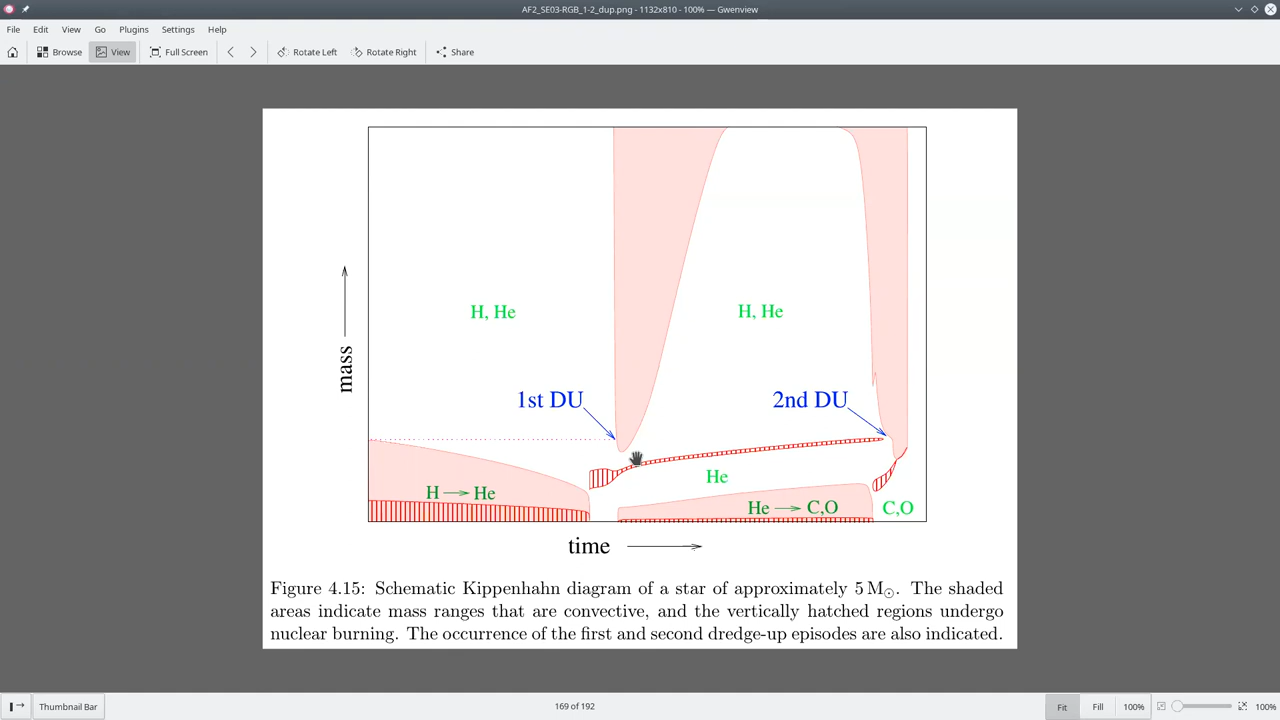 AF2_SE03-RGB_1-2_dup.png - 1132x810 - 100% — Gwenview
File Edit View Go Plugins Settings Help
Browse View Full Screen Rotate Left Rotate Right Share
H, He
H, He
mass
1st DU
2nd DU
He
H → He
He → C,O
C,O
time
Figure 4.15: Schematic Kippenhahn diagram of a star of approximately 5 M☉. The shaded
areas indicate mass ranges that are convective, and the vertically hatched regions undergo
nuclear burning. The occurrence of the first and second dredge-up episodes are also indicated.
Thumbnail Bar 169 of 192 Fit Fill 100% 100%